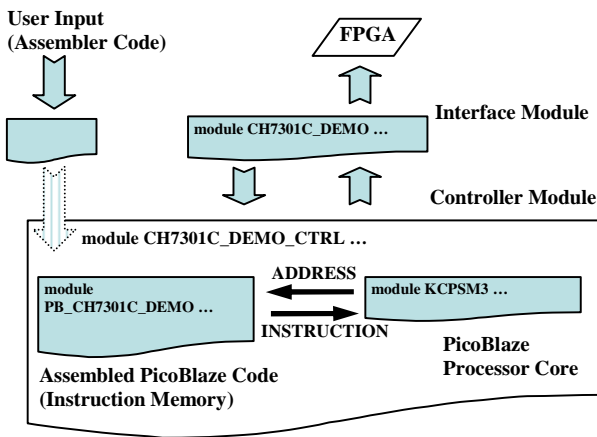 User Input
(Assembler Code)
FPGA
module CH7301C_DEMO …
Interface Module
Controller Module
module CH7301C_DEMO_CTRL …
module
PB_CH7301C_DEMO …
ADDRESS
INSTRUCTION
module KCPSM3 …
Assembled PicoBlaze Code
(Instruction Memory)
PicoBlaze
Processor Core